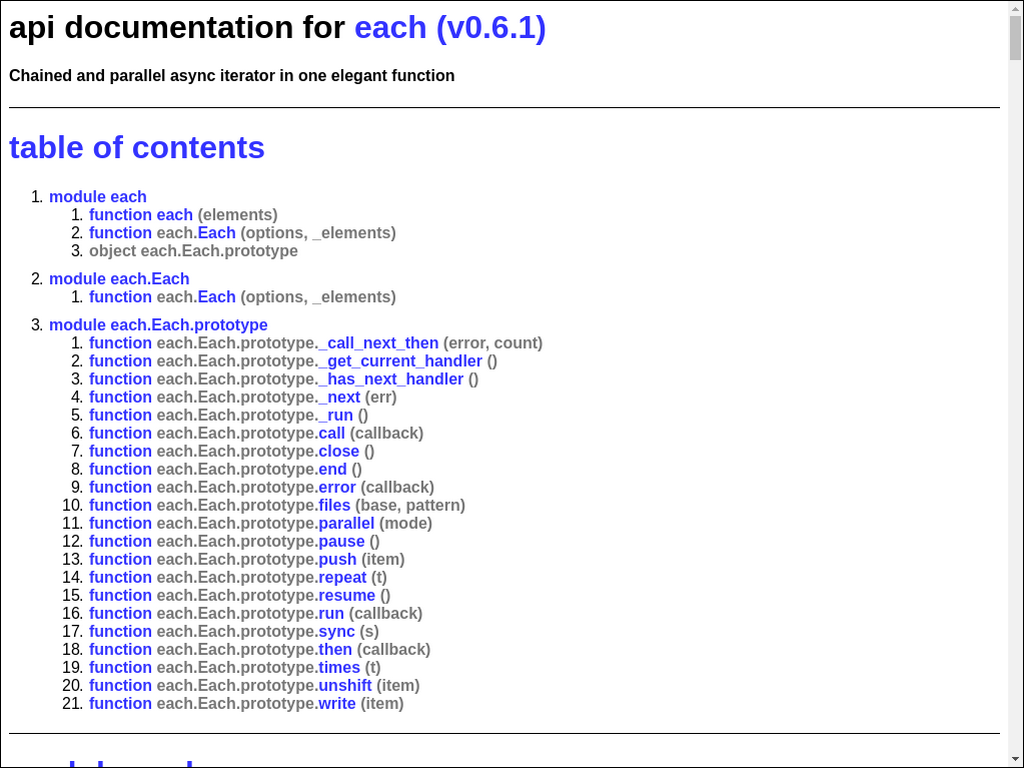 api documentation for each (v0.6.1)
Chained and parallel async iterator in one elegant function
table of contents
1. module each
1. function each (elements)
2. function each.Each (options, _elements)
3. object each.Each.prototype
2. module each.Each
1. function each.Each (options, _elements)
3. module each.Each.prototype
1. function each.Each.prototype._call_next_then (error, count)
2. function each.Each.prototype._get_current_handler ()
3. function each.Each.prototype._has_next_handler ()
4. function each.Each.prototype._next (err)
5. function each.Each.prototype._run ()
6. function each.Each.prototype.call (callback)
7. function each.Each.prototype.close ()
8. function each.Each.prototype.end ()
9. function each.Each.prototype.error (callback)
10. function each.Each.prototype.files (base, pattern)
11. function each.Each.prototype.parallel (mode)
12. function each.Each.prototype.pause ()
13. function each.Each.prototype.push (item)
14. function each.Each.prototype.repeat (t)
15. function each.Each.prototype.resume ()
16. function each.Each.prototype.run (callback)
17. function each.Each.prototype.sync (s)
18. function each.Each.prototype.then (callback)
19. function each.Each.prototype.times (t)
20. function each.Each.prototype.unshift (item)
21. function each.Each.prototype.write (item)